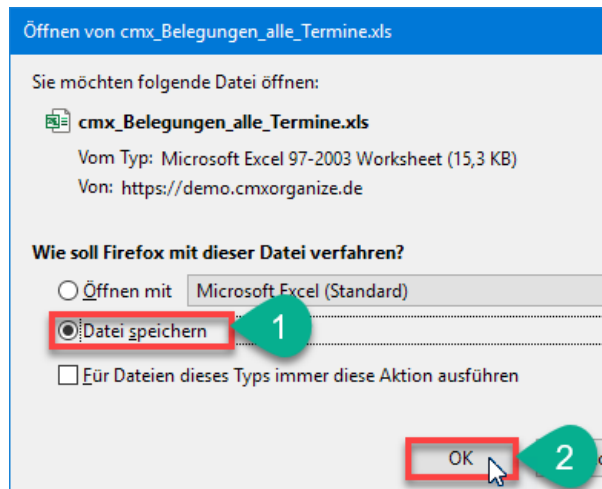 Öffnen von cmx_Belegungen_alle_Termine.xls
Sie möchten folgende Datei öffnen:
cmx_Belegungen_alle_Termine.xls
Vom Typ: Microsoft Excel 97-2003 Worksheet (15,3 KB)
Von: https://demo.cmxorganize.de
Wie soll Firefox mit dieser Datei verfahren?
Öffnen mit Microsoft Excel (Standard)
Datei speichern 1
Für Dateien dieses Typs immer diese Aktion ausführen
OK 2